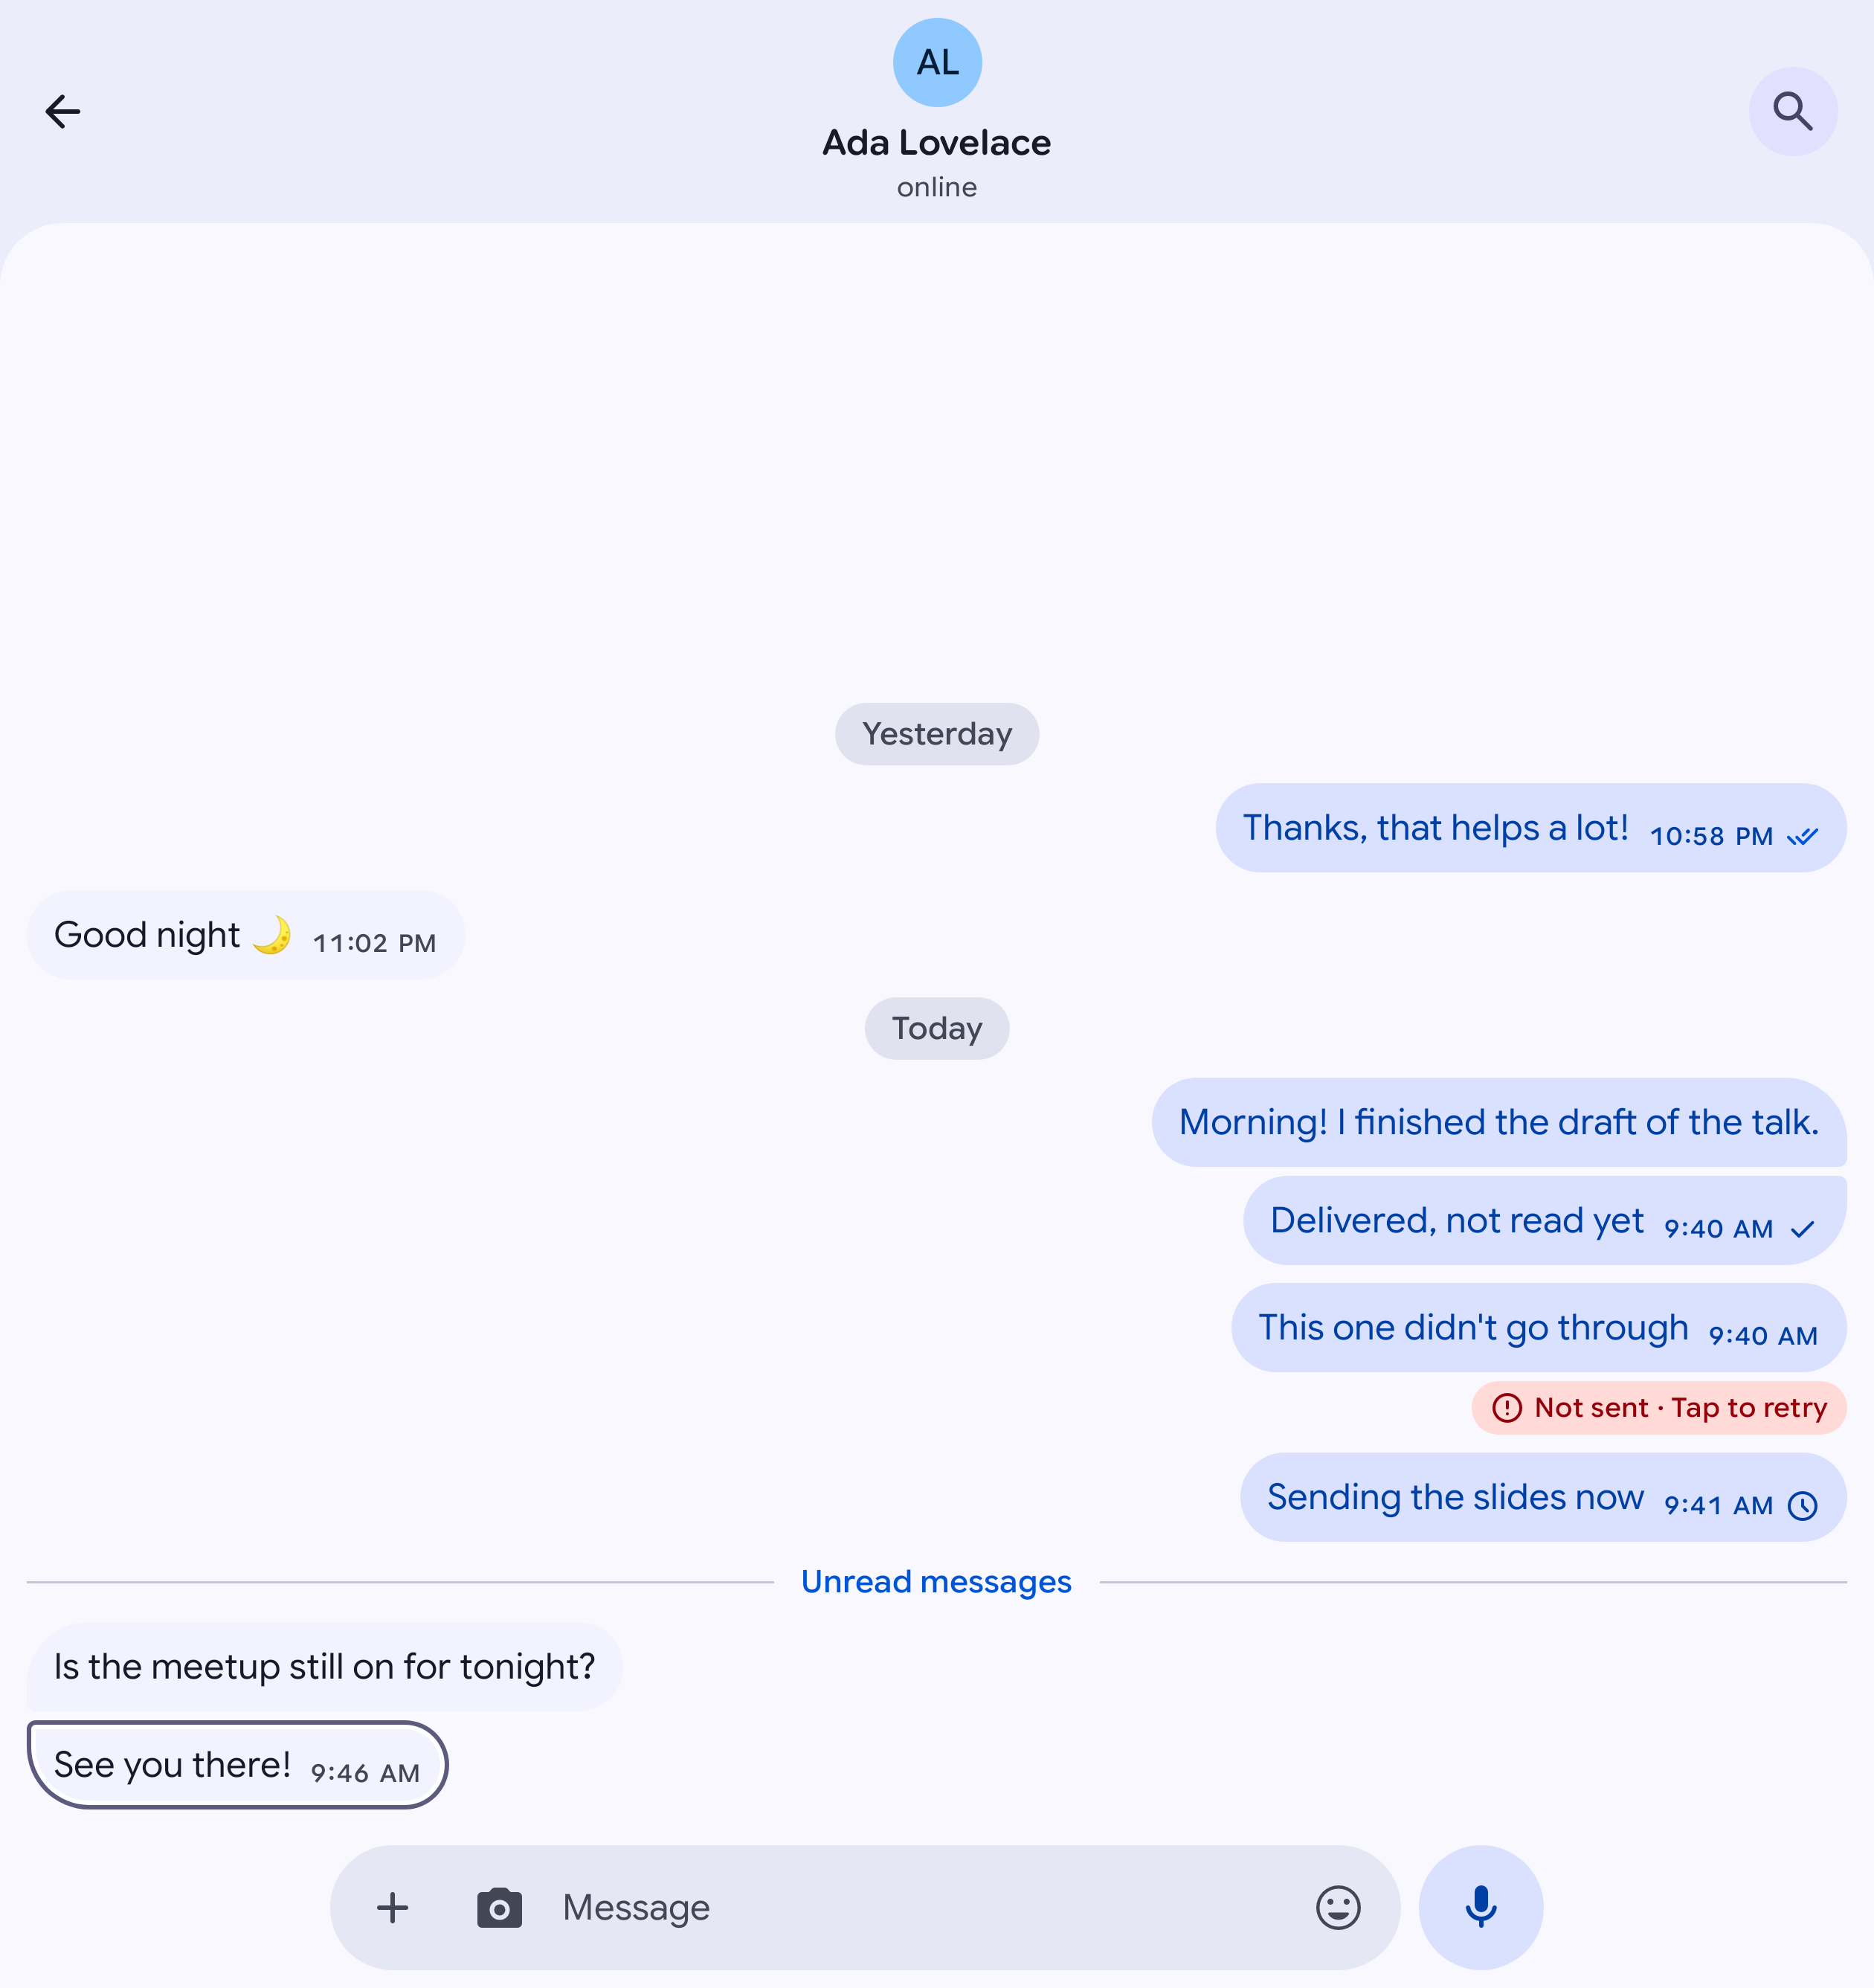 AL
Ada Lovelace
online
Yesterday
Thanks, that helps a lot! 10:58 PM
Good night 🌙 11:02 PM
Today
Morning! I finished the draft of the talk.
Delivered, not read yet 9:40 AM
This one didn't go through 9:40 AM
Not sent · Tap to retry
Sending the slides now 9:41 AM
Unread messages
Is the meetup still on for tonight?
See you there! 9:46 AM
Message